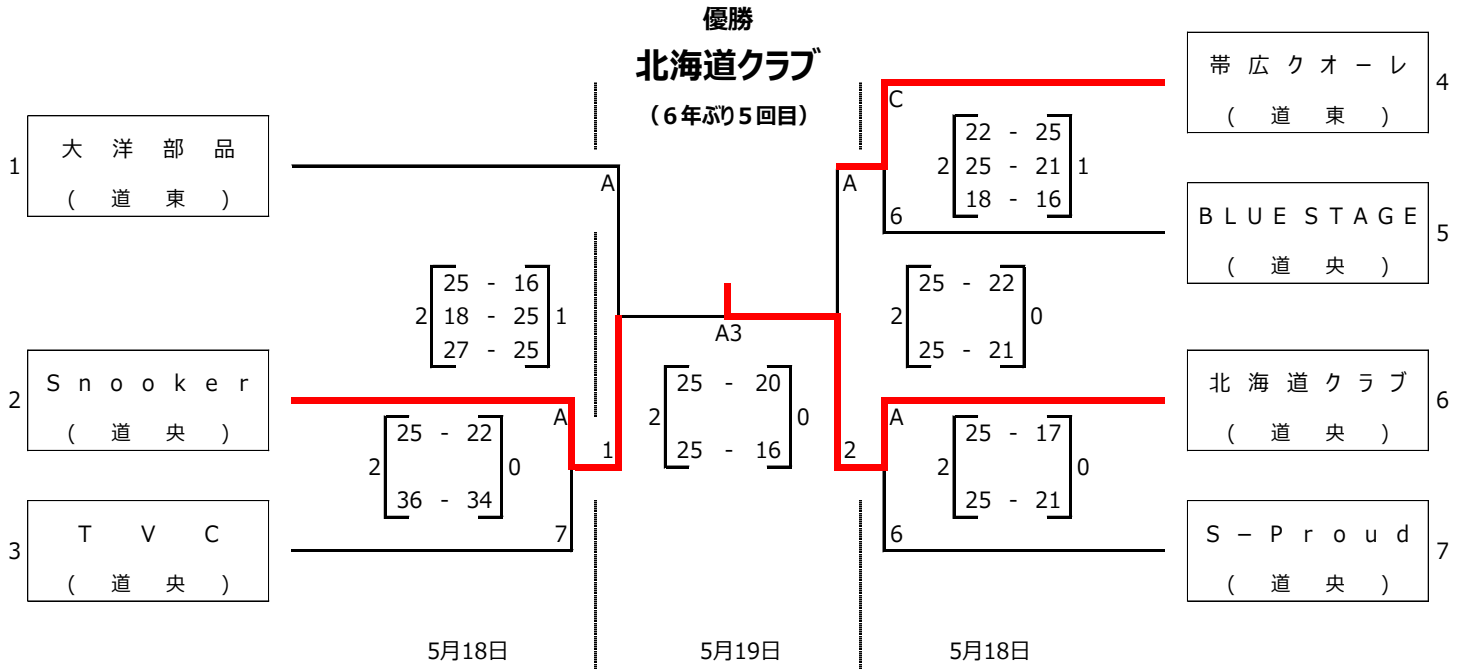 優勝
北海道クラブ
（６年ぶり５回目）
1
大洋部品
(道東)
2
Snooker
(道央)
3
TVC
(道央)
4
帯広クオーレ
(道東)
5
BLUE STAGE
(道央)
6
北海道クラブ
(道央)
7
S－Proud
(道央)
A
1
2
25 - 16
18 - 25
27 - 25
1
A
7
2
25 - 22
36 - 34
0
A3
2
25 - 20
25 - 16
0
A
2
2
25 - 22
25 - 21
0
C
6
2
22 - 25
25 - 21
18 - 16
1
A
6
2
25 - 17
25 - 21
0
5月18日
5月19日
5月18日